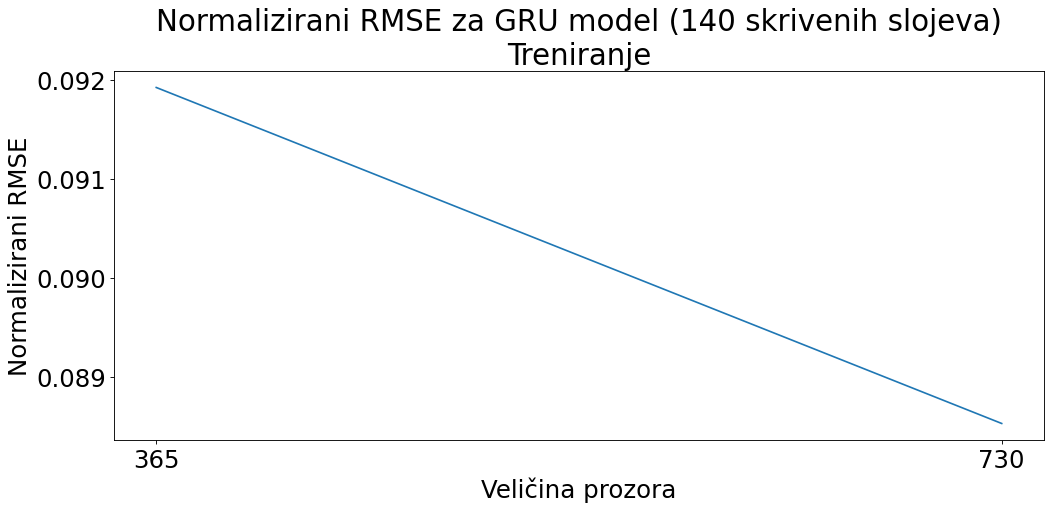 Normalizirani RMSE za GRU model (140 skrivenih slojeva)
Treniranje
Normalizirani RMSE
0.092
0.091
0.090
0.089
365
730
Veličina prozora